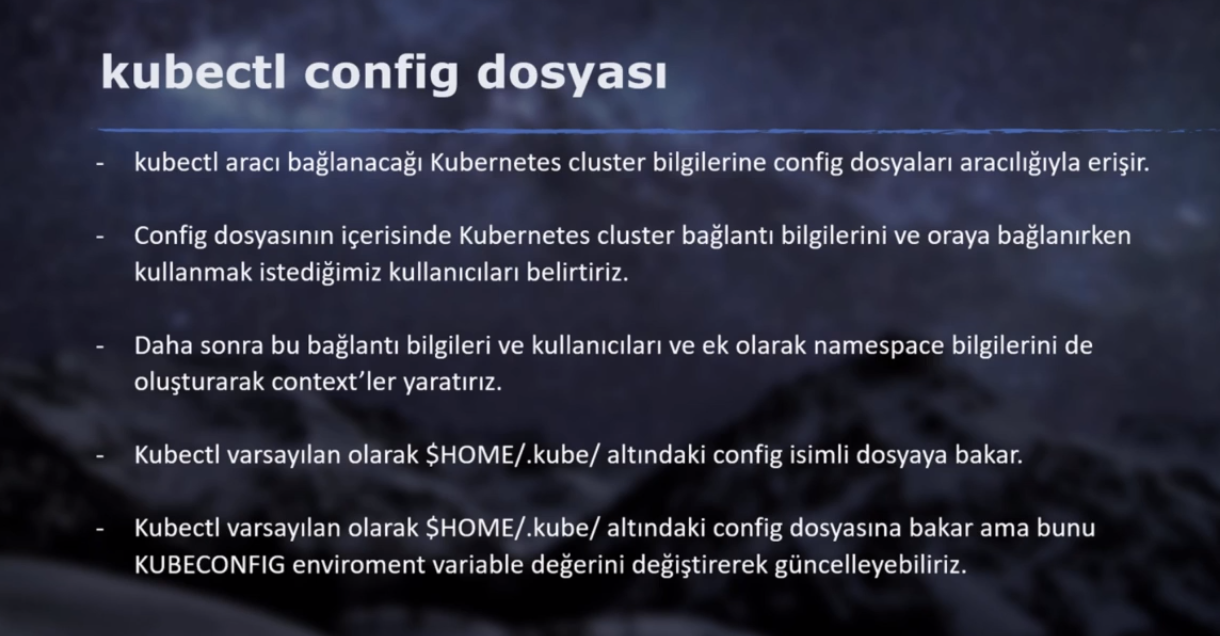 kubectl config dosyası
- kubectl aracı bağlanacağı Kubernetes cluster bilgilerine config dosyaları aracılığıyla erişir.
- Config dosyasının içerisinde Kubernetes cluster bağlantı bilgilerini ve oraya bağlanırken
kullanmak istediğimiz kullanıcıları belirtiriz.
- Daha sonra bu bağlantı bilgileri ve kullanıcıları ve ek olarak namespace bilgilerini de
oluşturarak context’ler yaratırız.
- Kubectl varsayılan olarak $HOME/.kube/ altındaki config isimli dosyaya bakar.
- Kubectl varsayılan olarak $HOME/.kube/ altındaki config dosyasına bakar ama bunu
KUBECONFIG enviroment variable değerini değiştirerek güncelleyebiliriz.